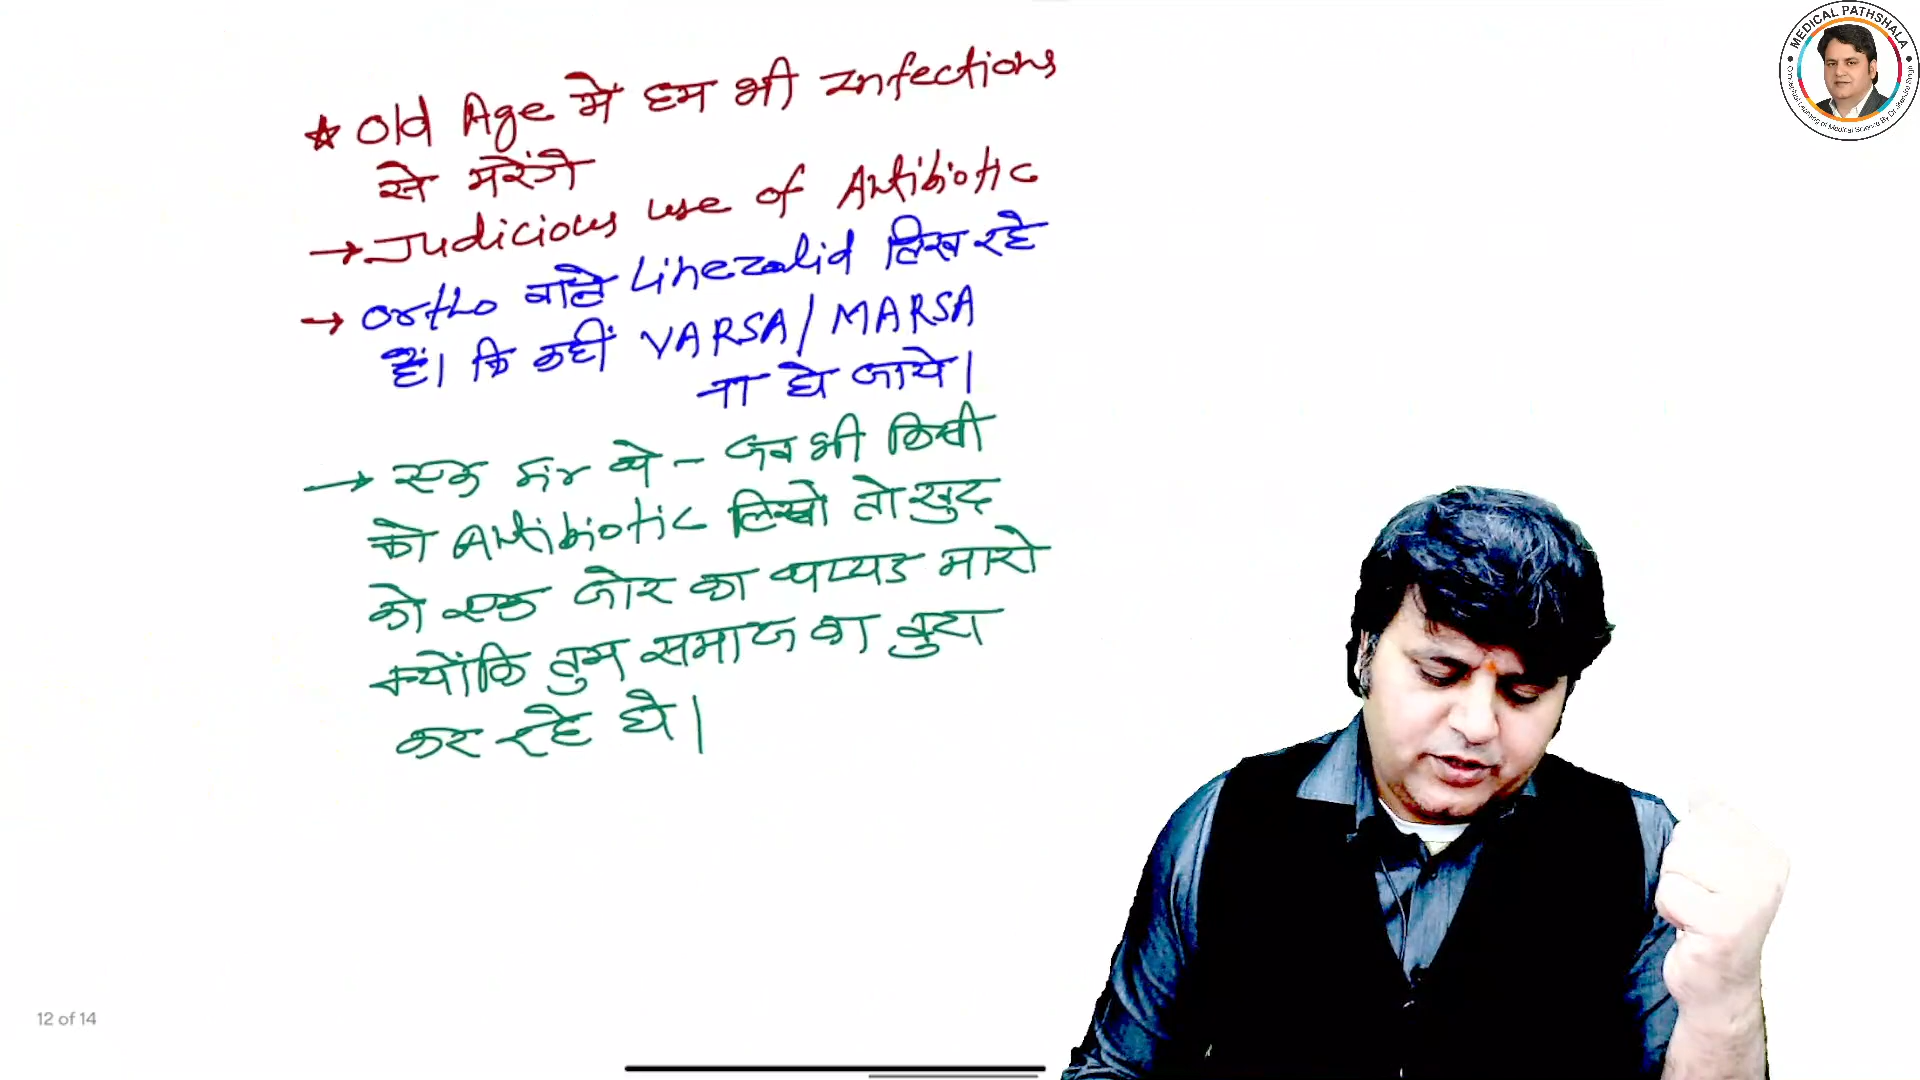 MEDICAL PATHSHALA
☆ Old Age में हम भी Infections
से मरेंगे
→ Judicious use of Antibiotic
→ Ortho वाले Linezolid लिख रहे
हैं। कि कहीं VARSA/MARSA
ना हो जाये।
→ एक सर थे - जब भी किसी
को Antibiotic लिखो तो खुद
को एक जोर का थप्पड मारो
क्योंकि तुम समाज का बुरा
कर रहे हो।
12 of 14